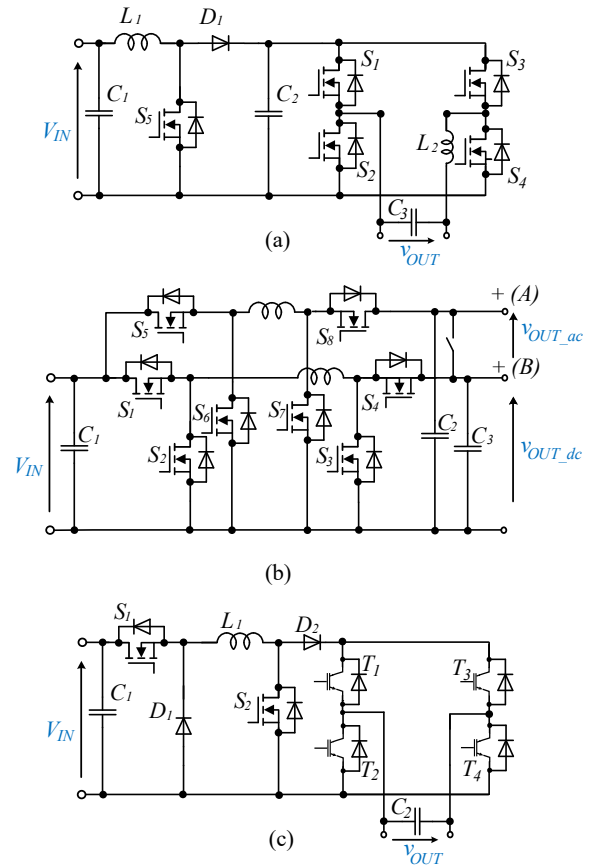 L1 D1
S1 S3
C1 S5 C2
VIN
L2
S2 S4
C3
vOUT
(a)
+ (A)
S5 S8
vOUT_ac
+ (B)
S1 S6 S7 S4
C1 C2 C3
S2 S3
VIN vOUT_dc
(b)
S1 L1 D2
T1 T3
C1 S2
D1
VIN
T2 T4
C2
vOUT
(c)